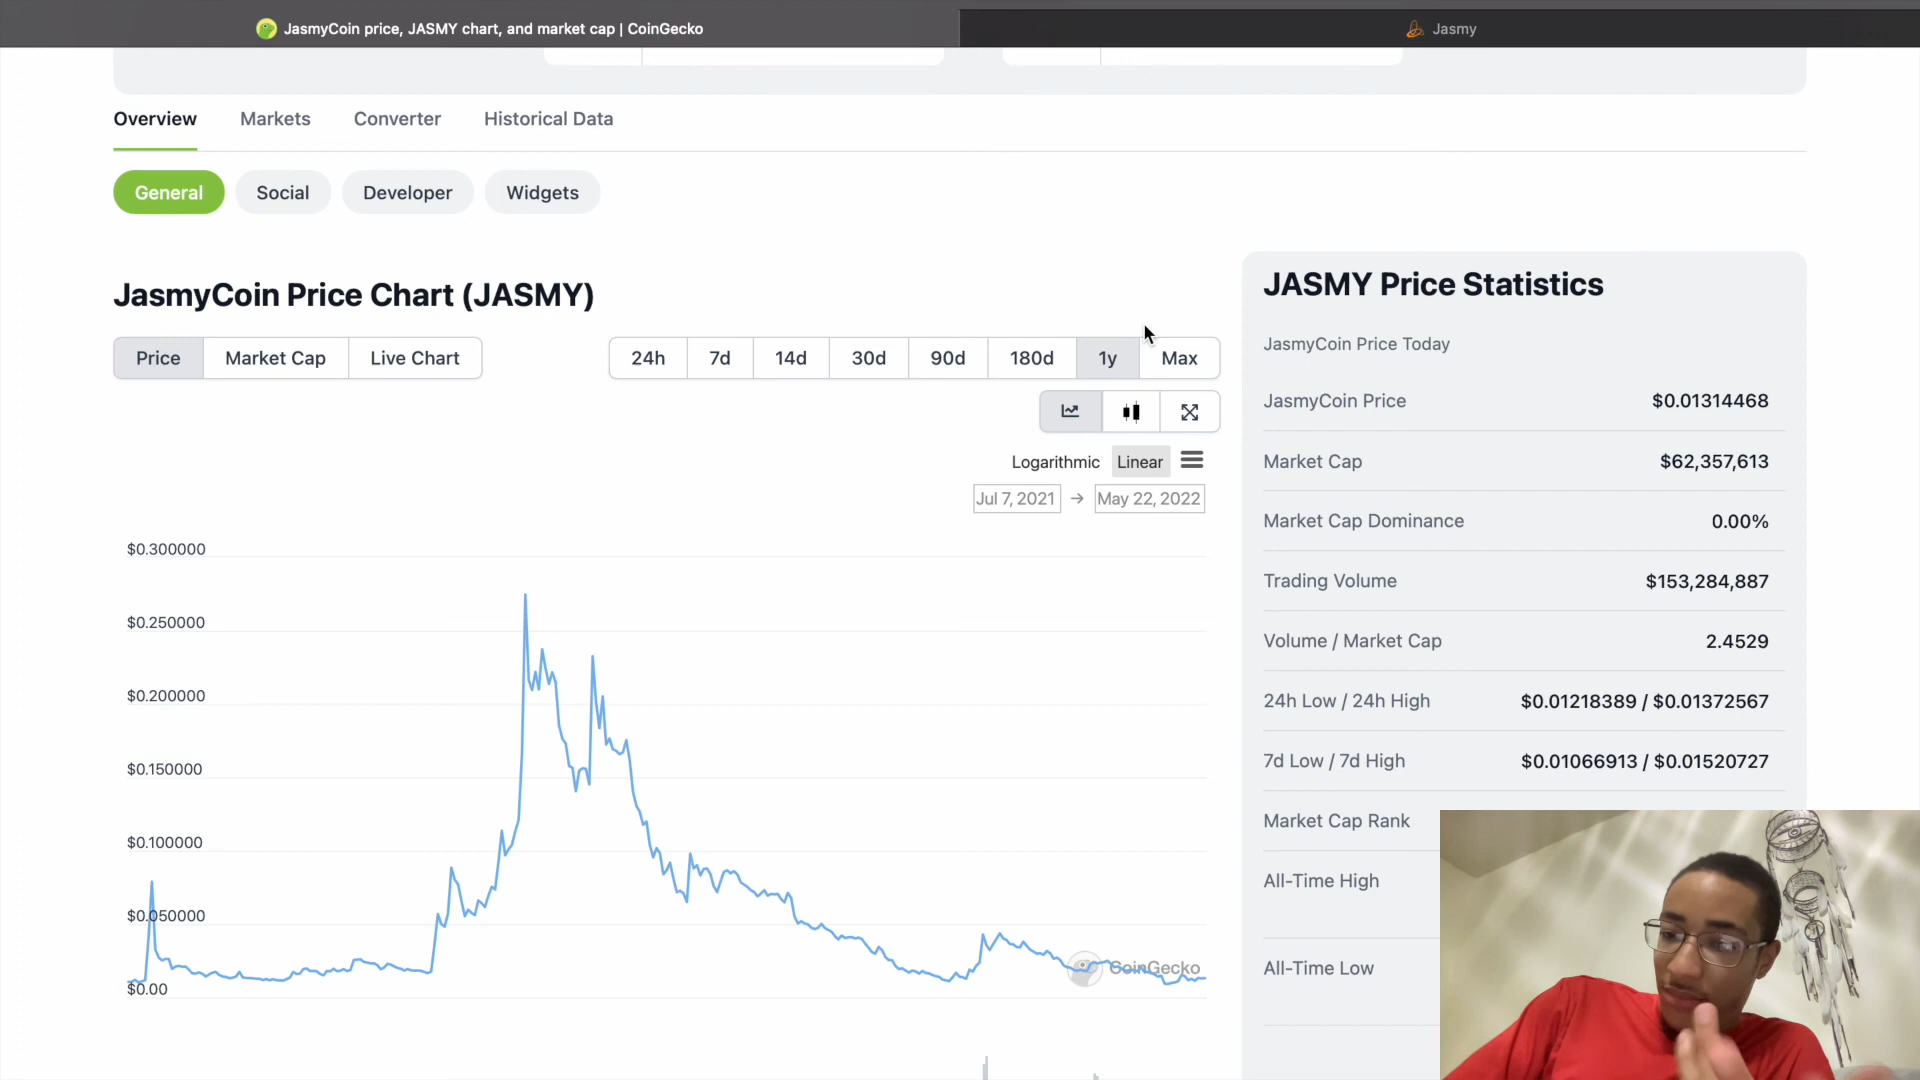 JasmyCoin price, JASMY chart, and market cap | CoinGecko
Jasmy
Overview Markets Converter Historical Data
General Social Developer Widgets
JasmyCoin Price Chart (JASMY)
Price Market Cap Live Chart
24h 7d 14d 30d 90d 180d 1y Max
Logarithmic Linear
Jul 7, 2021 → May 22, 2022
$0.300000
$0.250000
$0.200000
$0.150000
$0.100000
$0.050000
$0.00
CoinGecko
JASMY Price Statistics
JasmyCoin Price Today
JasmyCoin Price $0.01314468
Market Cap $62,357,613
Market Cap Dominance 0.00%
Trading Volume $153,284,887
Volume / Market Cap 2.4529
24h Low / 24h High $0.01218389 / $0.01372567
7d Low / 7d High $0.01066913 / $0.01520727
Market Cap Rank
All-Time High
All-Time Low